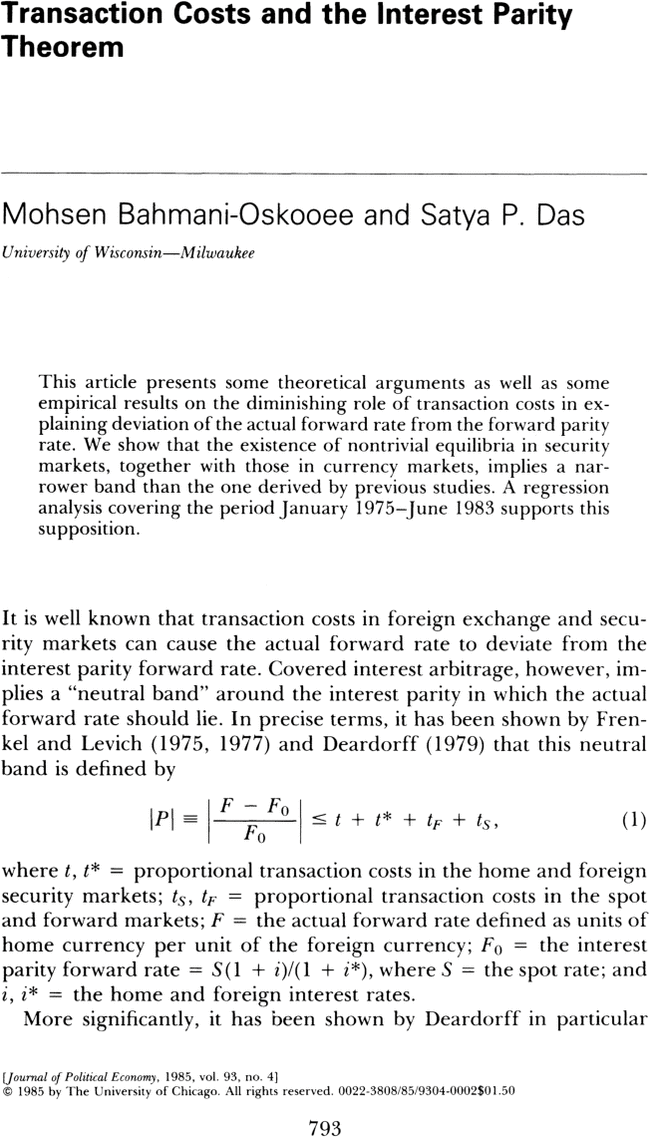 Transaction Costs and the Interest Parity
Theorem
Mohsen Bahmani-Oskooee and Satya P. Das
University of Wisconsin—Milwaukee
This article presents some theoretical arguments as well as some
empirical results on the diminishing role of transaction costs in ex-
plaining deviation of the actual forward rate from the forward parity
rate. We show that the existence of nontrivial equilibria in security
markets, together with those in currency markets, implies a nar-
rower band than the one derived by previous studies. A regression
analysis covering the period January 1975–June 1983 supports this
supposition.
It is well known that transaction costs in foreign exchange and secu-
rity markets can cause the actual forward rate to deviate from the
interest parity forward rate. Covered interest arbitrage, however, im-
plies a “neutral band” around the interest parity in which the actual
forward rate should lie. In precise terms, it has been shown by Fren-
kel and Levich (1975, 1977) and Deardorff (1979) that this neutral
band is defined by
|P| ≡ |(F − F₀)/F₀| ≤ t + t* + t_F + t_S, (1)
where t, t* = proportional transaction costs in the home and foreign
security markets; t_S, t_F = proportional transaction costs in the spot
and forward markets; F = the actual forward rate defined as units of
home currency per unit of the foreign currency; F₀ = the interest
parity forward rate = S(1 + i)/(1 + i*), where S = the spot rate; and
i, i* = the home and foreign interest rates.
More significantly, it has been shown by Deardorff in particular
[Journal of Political Economy, 1985, vol. 93, no. 4]
© 1985 by The University of Chicago. All rights reserved. 0022-3808/85/9304-0002$01.50
793